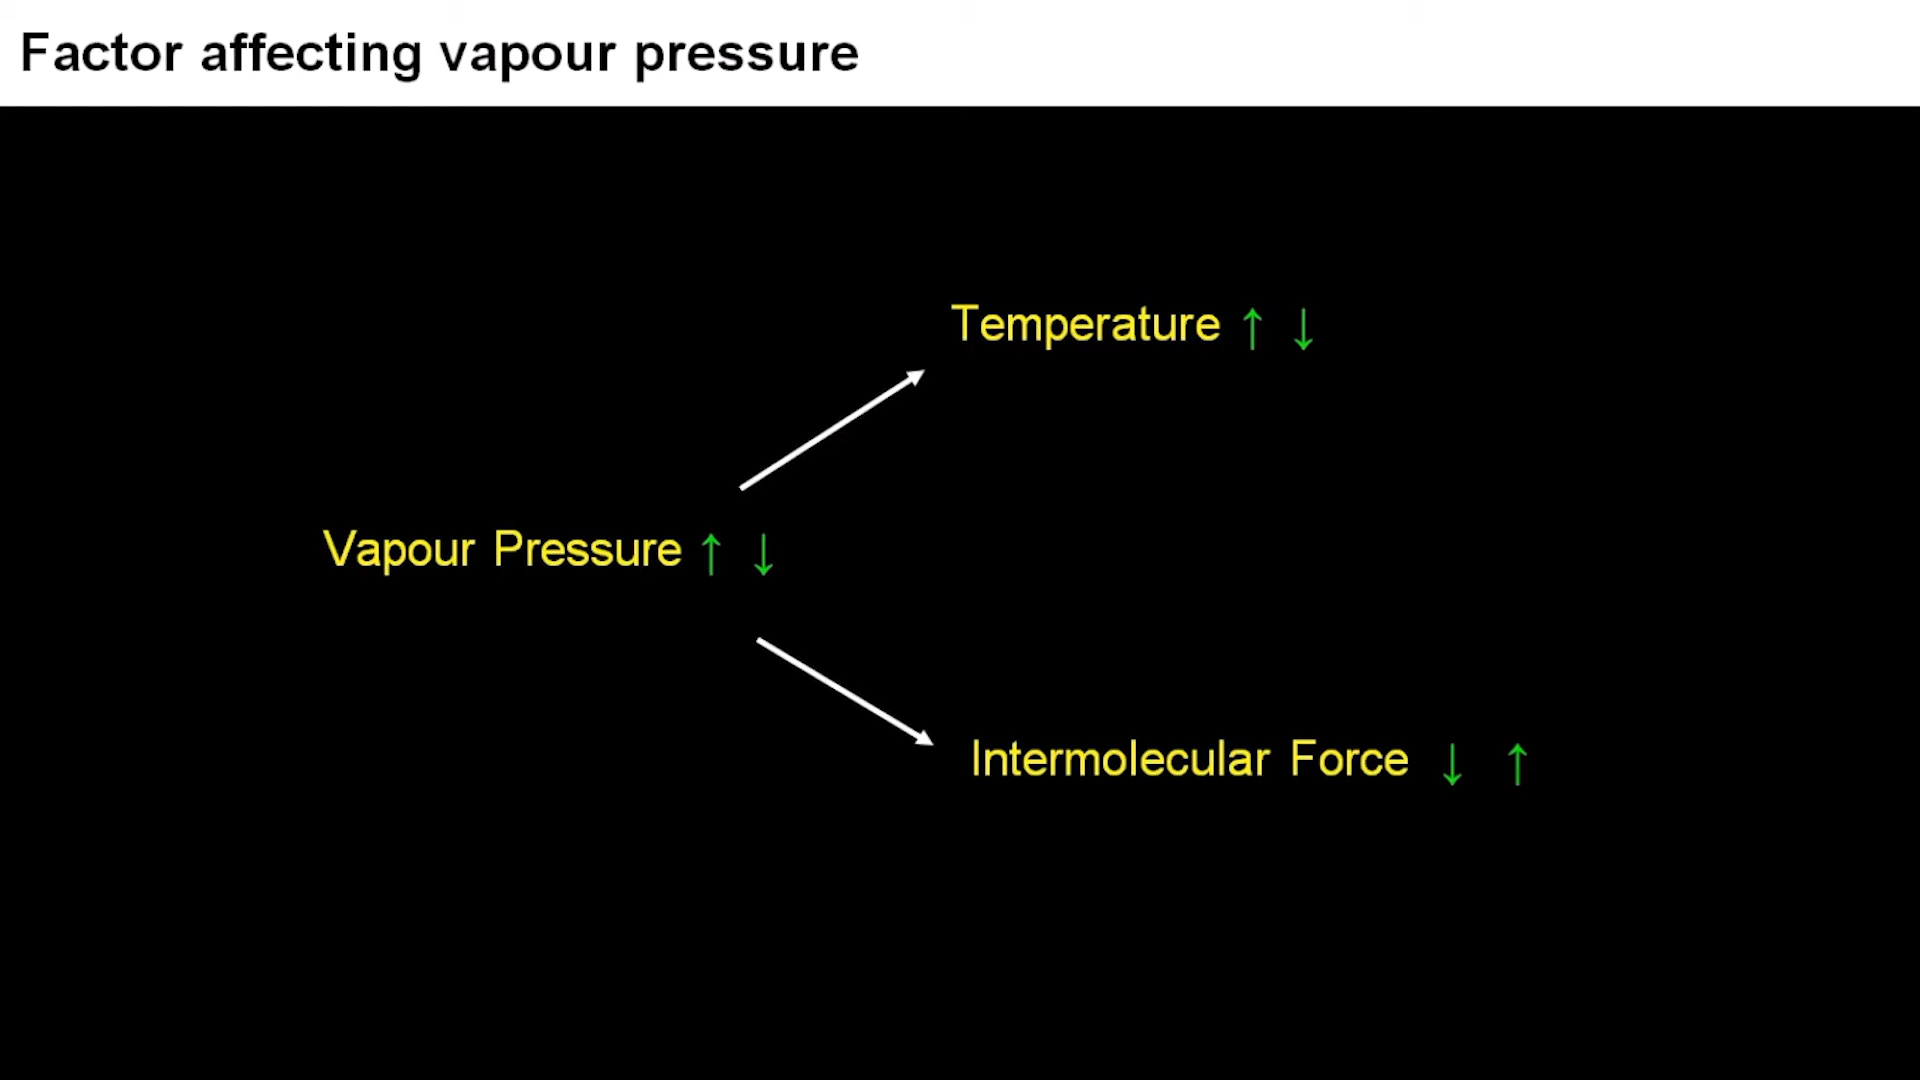 Factor affecting vapour pressure
Temperature ↑ ↓
Vapour Pressure ↑ ↓
Intermolecular Force ↓ ↑